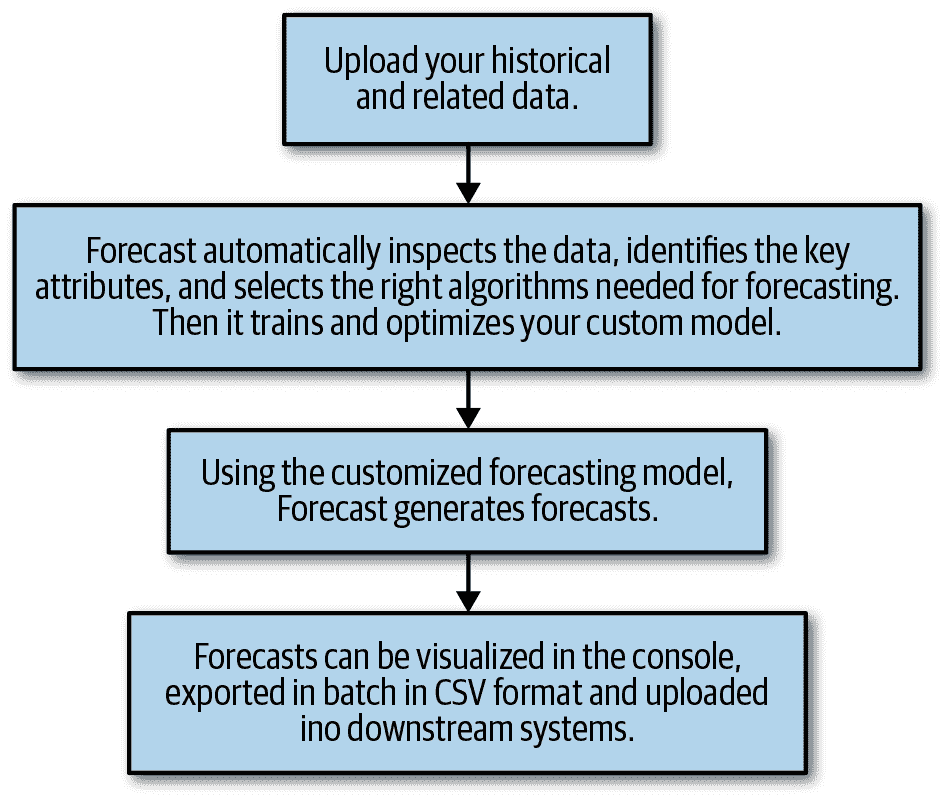 Upload your historical
and related data.
Forecast automatically inspects the data, identifies the key
attributes, and selects the right algorithms needed for forecasting.
Then it trains and optimizes your custom model.
Using the customized forecasting model,
Forecast generates forecasts.
Forecasts can be visualized in the console,
exported in batch in CSV format and uploaded
ino downstream systems.